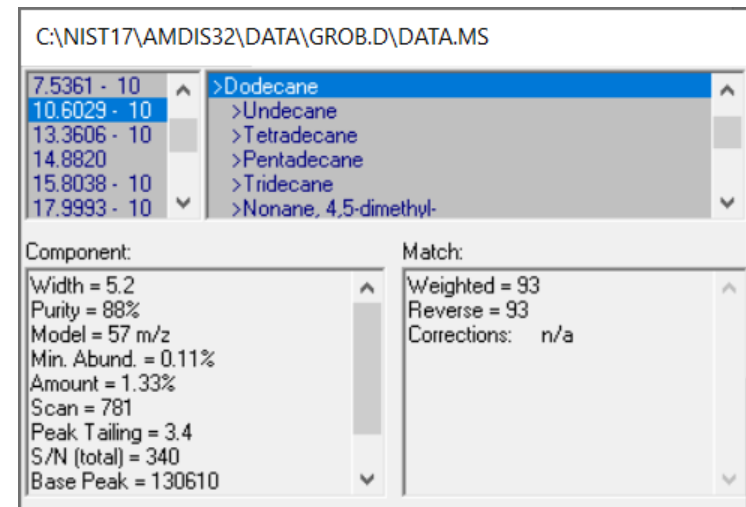 C:\NIST17\AMDIS32\DATA\GROB.D\DATA.MS
7.5361 - 10
10.6029 - 10
13.3606 - 10
14.8820
15.8038 - 10
17.9993 - 10
>Dodecane
>Undecane
>Tetradecane
>Pentadecane
>Tridecane
>Nonane, 4,5-dimethyl-
Component:
Width = 5.2
Purity = 88%
Model = 57 m/z
Min. Abund. = 0.11%
Amount = 1.33%
Scan = 781
Peak Tailing = 3.4
S/N (total) = 340
Base Peak = 130610
Match:
Weighted = 93
Reverse = 93
Corrections: n/a